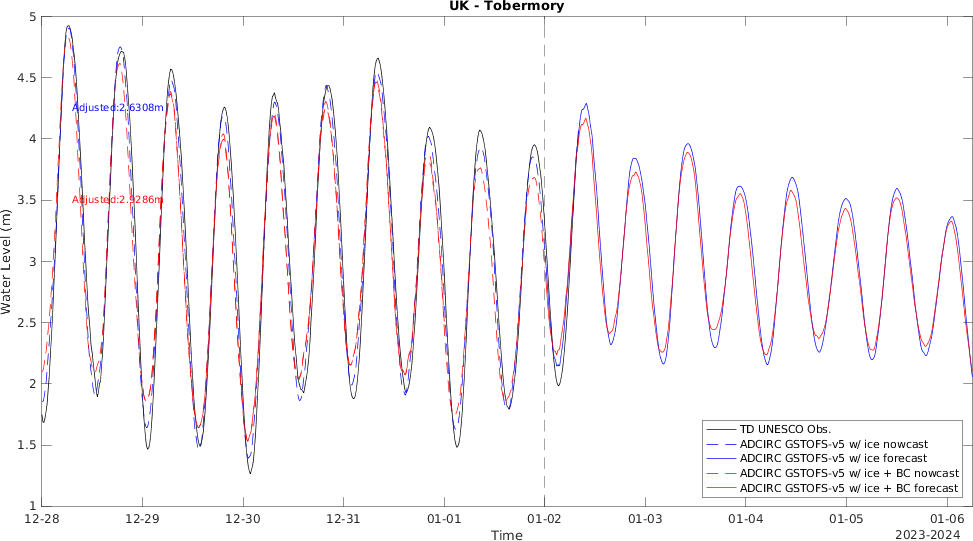 UK - Tobermory
5
4.5
4
3.5
3
2.5
2
1.5
1
Water Level (m)
Adjusted:2.6308m
Adjusted:2.9286m
TD UNESCO Obs.
ADCIRC GSTOFS-v5 w/ ice nowcast
ADCIRC GSTOFS-v5 w/ ice forecast
ADCIRC GSTOFS-v5 w/ ice + BC nowcast
ADCIRC GSTOFS-v5 w/ ice + BC forecast
12-28 12-29 12-30 12-31 01-01 01-02 01-03 01-04 01-05 01-06
2023-2024
Time